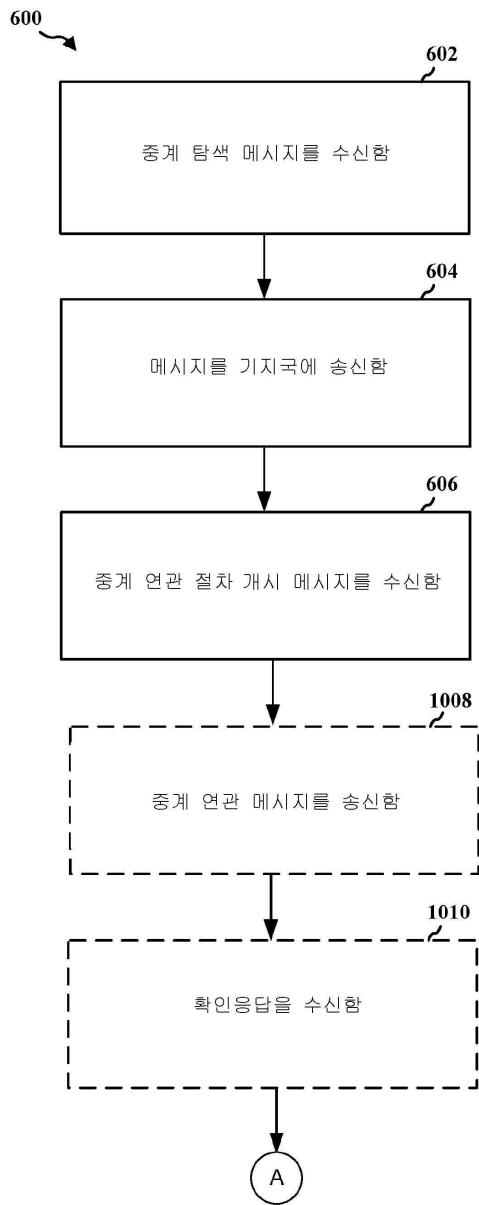 600
602
중계 탐색 메시지를 수신함
604
메시지를 기지국에 송신함
606
중계 연관 절차 개시 메시지를 수신함
1008
중계 연관 메시지를 송신함
1010
확인응답을 수신함
A